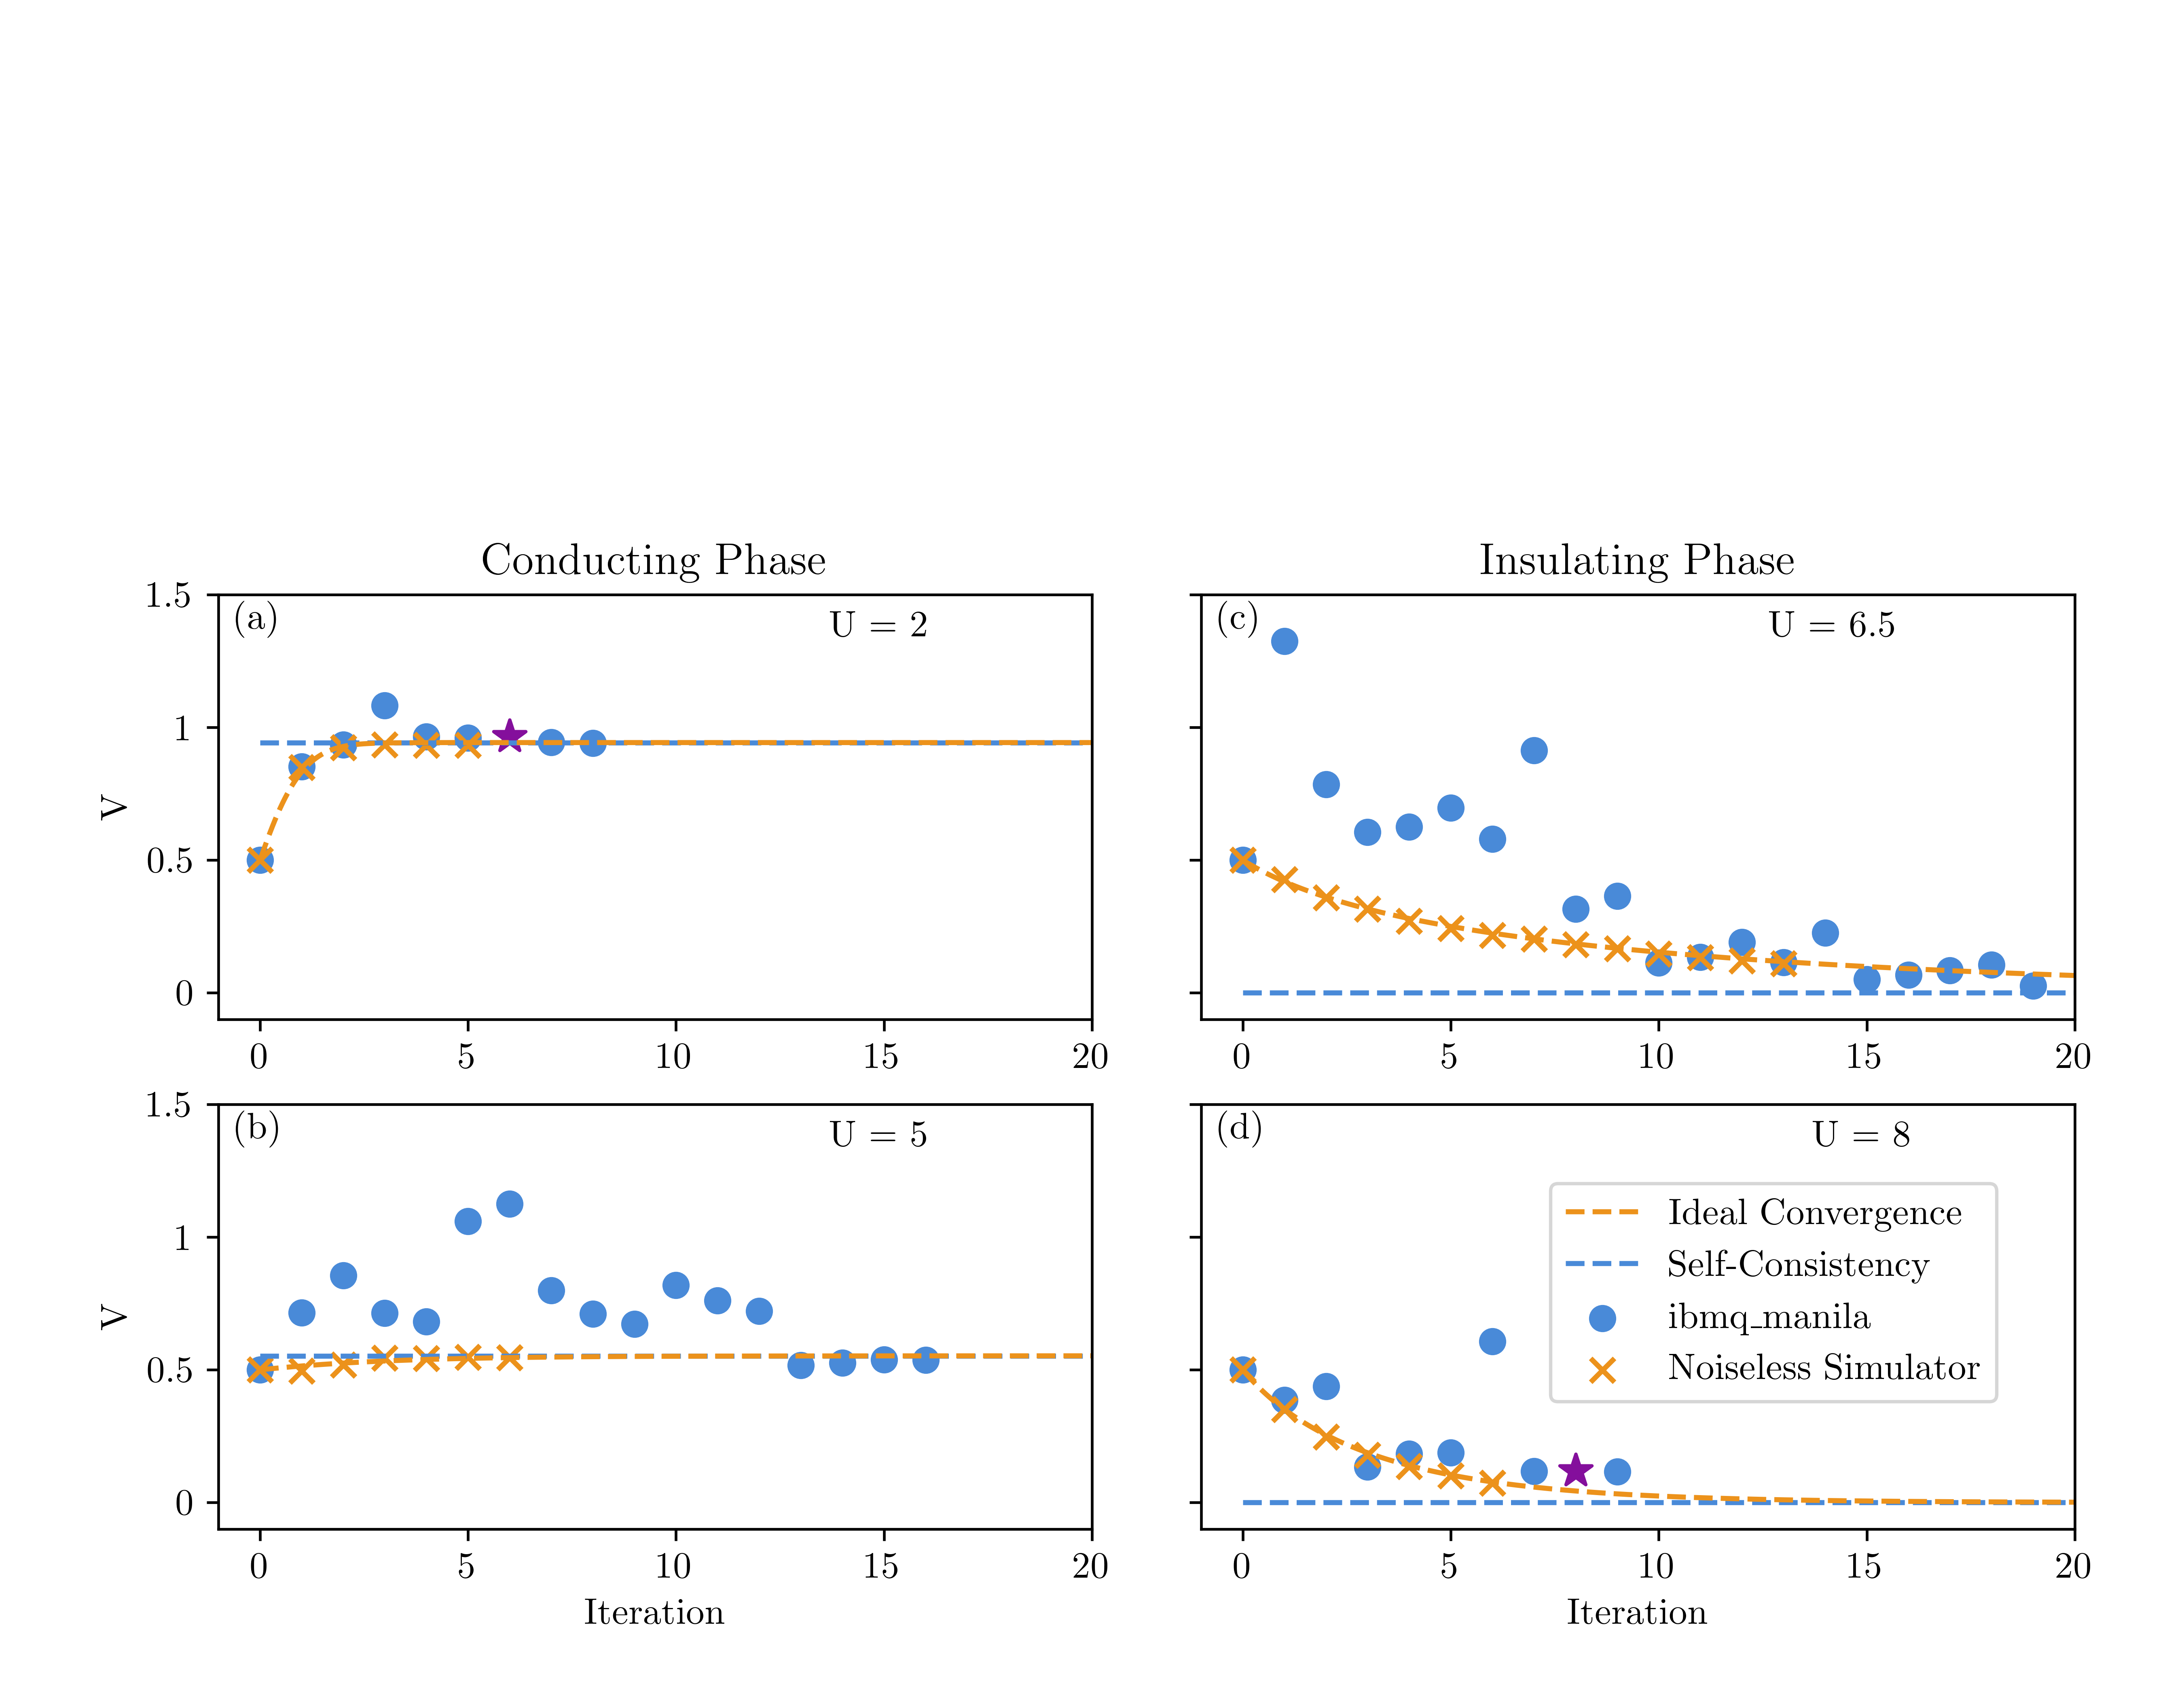 Conducting Phase
Insulating Phase
(a)
U = 2
V
1.5
1
0.5
0
0 5 10 15 20
(c)
U = 6.5
0 5 10 15 20
(b)
U = 5
V
1.5
1
0.5
0
0 5 10 15 20
Iteration
(d)
U = 8
Ideal Convergence
Self-Consistency
ibmq_manila
Noiseless Simulator
0 5 10 15 20
Iteration